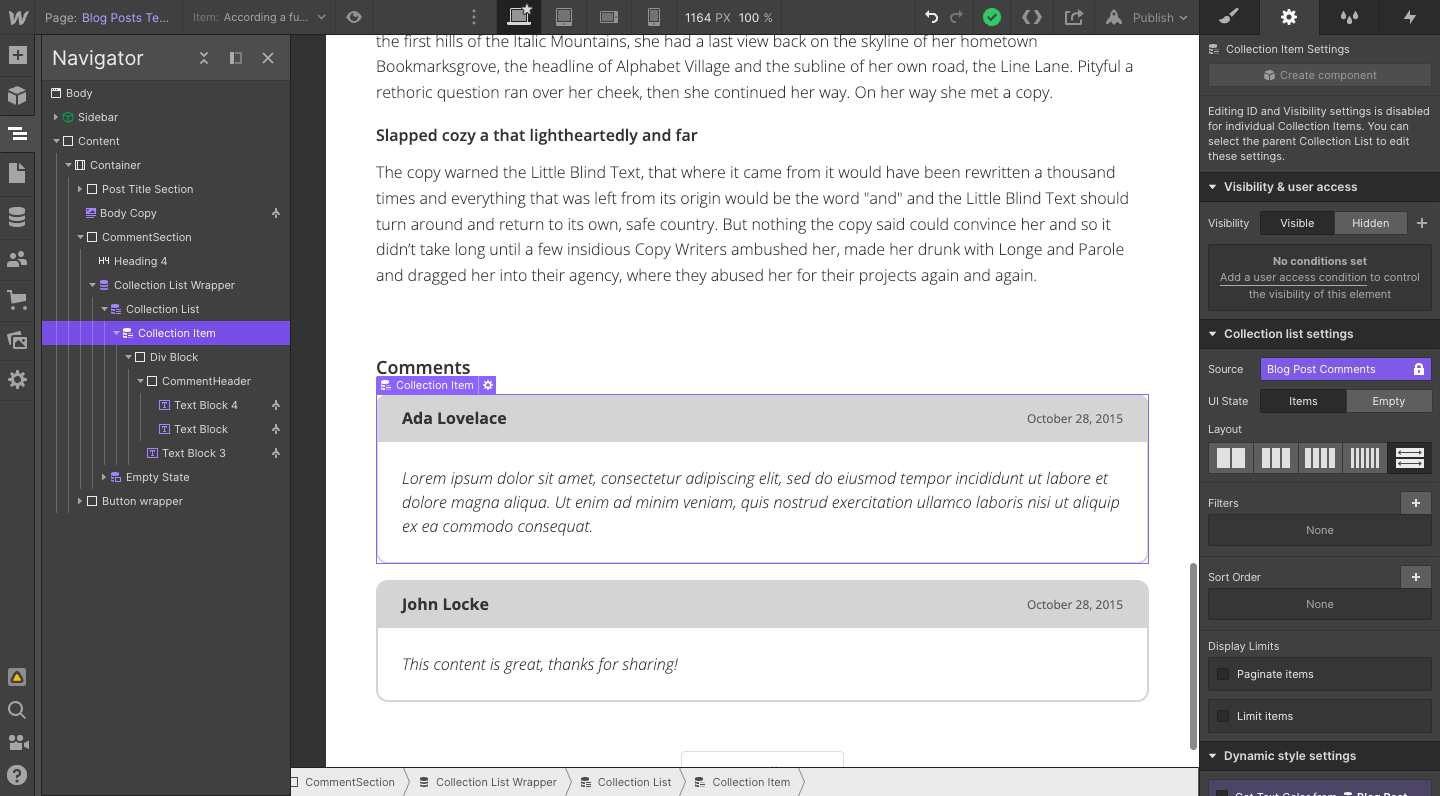 Page: Blog Posts Te...
Item: According a fu...
1164 PX 100 %
Publish
Navigator
Body
Sidebar
Content
Container
Post Title Section
Body Copy
CommentSection
H4 Heading 4
Collection List Wrapper
Collection List
Collection Item
Div Block
CommentHeader
Text Block 4
Text Block
Text Block 3
Empty State
Button wrapper
the first hills of the Italic Mountains, she had a last view back on the skyline of her hometown
Bookmarksgrove, the headline of Alphabet Village and the subline of her own road, the Line Lane. Pityful a
rethoric question ran over her cheek, then she continued her way. On her way she met a copy.
Slapped cozy a that lightheartedly and far
The copy warned the Little Blind Text, that where it came from it would have been rewritten a thousand
times and everything that was left from its origin would be the word "and" and the Little Blind Text should
turn around and return to its own, safe country. But nothing the copy said could convince her and so it
didn’t take long until a few insidious Copy Writers ambushed her, made her drunk with Longe and Parole
and dragged her into their agency, where they abused her for their projects again and again.
Comments
Collection Item
Ada Lovelace
October 28, 2015
Lorem ipsum dolor sit amet, consectetur adipiscing elit, sed do eiusmod tempor incididunt ut labore et
dolore magna aliqua. Ut enim ad minim veniam, quis nostrud exercitation ullamco laboris nisi ut aliquip
ex ea commodo consequat.
John Locke
October 28, 2015
This content is great, thanks for sharing!
CommentSection
Collection List Wrapper
Collection List
Collection Item
Collection Item Settings
Create component
Editing ID and Visibility settings is disabled
for individual Collection Items. You can
select the parent Collection List to edit
these settings.
Visibility & user access
Visibility
Visible
Hidden
No conditions set
Add a user access condition to control
the visibility of this element
Collection list settings
Source
Blog Post Comments
UI State
Items
Empty
Layout
Filters
None
Sort Order
None
Display Limits
Paginate items
Limit items
Dynamic style settings
Get Text Color from Blog Post